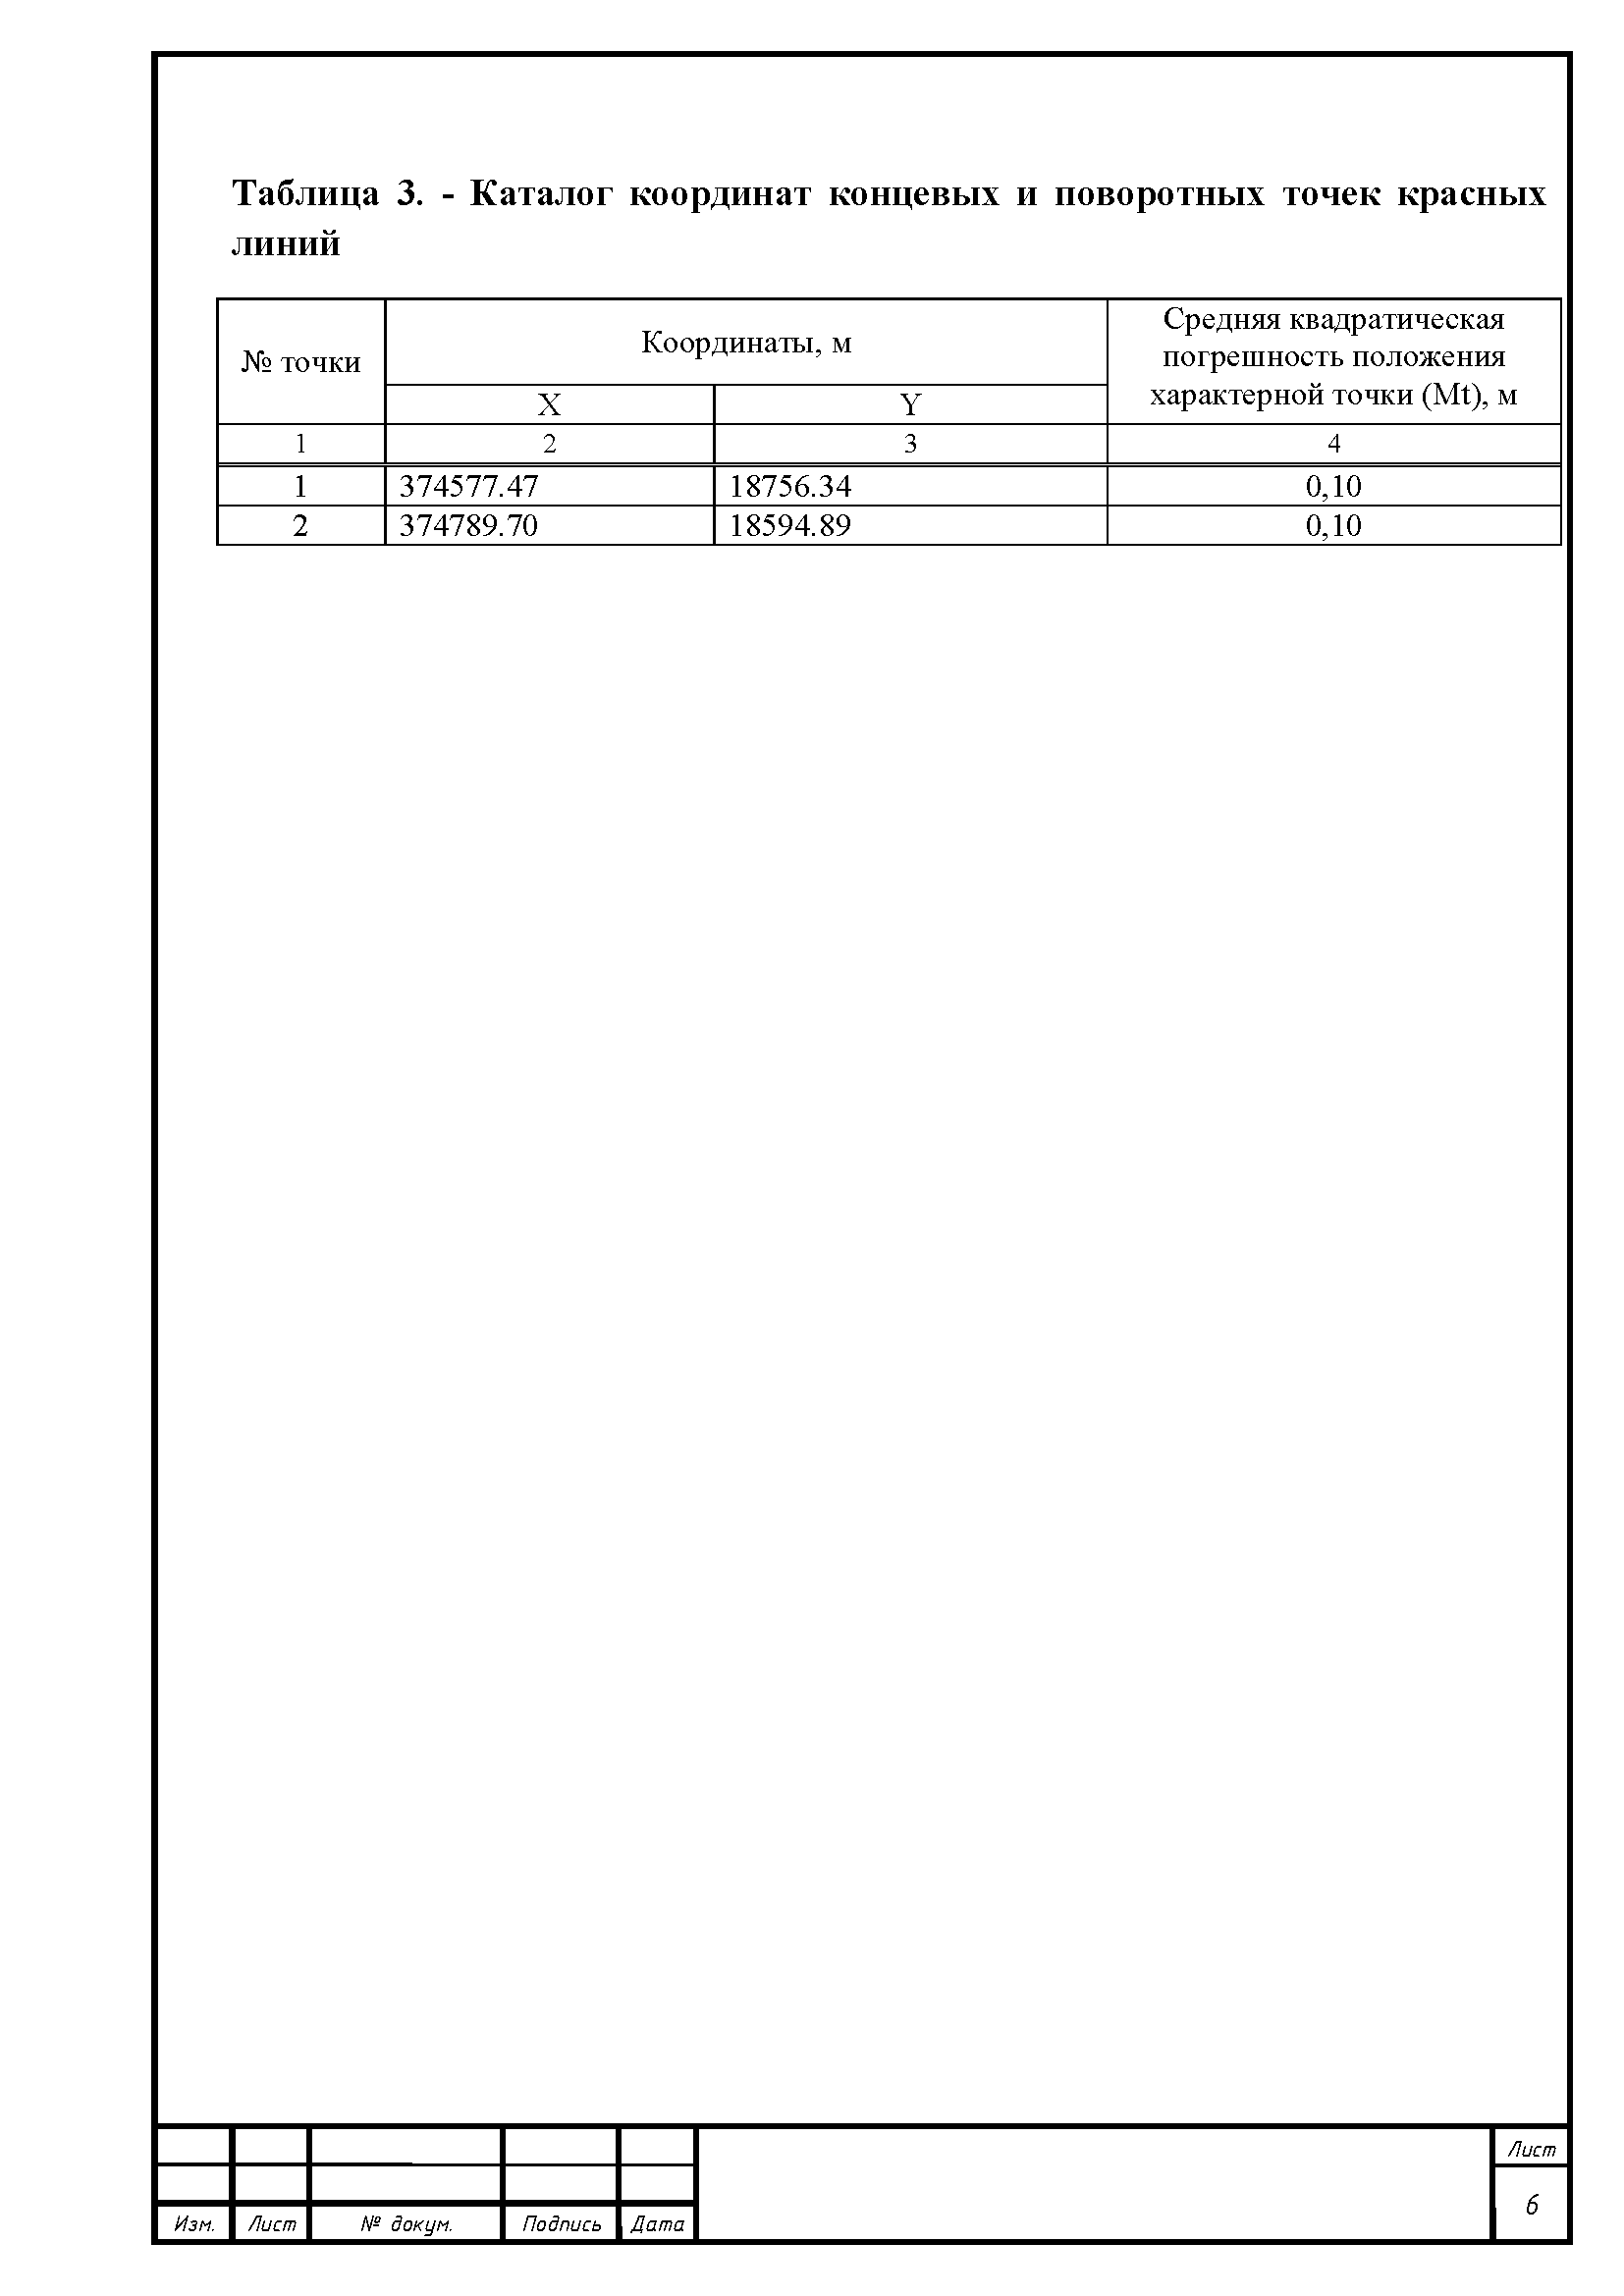 Таблица 3. - Каталог координат концевых и поворотных точек красных
линий
№ точки
Координаты, м
Средняя квадратическая
погрешность положения
характерной точки (Mt), м
X Y
1 2 3 4
1 374577.47 18756.34 0,10
2 374789.70 18594.89 0,10
Лист
6
Изм. Лист № докум. Подпись Дата